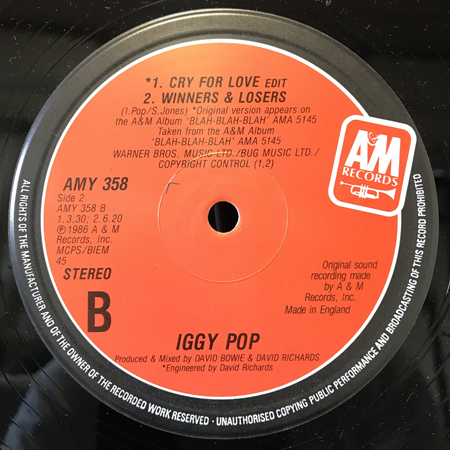 *1. CRY FOR LOVE EDIT
2. WINNERS & LOSERS
(I.Pop/S.Jones) *Original version appears on
the A&M Album 'BLAH-BLAH-BLAH' AMA 5145
Taken from the A&M Album
'BLAH-BLAH-BLAH' AMA 5145
WARNER BROS. MUSIC LTD./BUG MUSIC LTD./
COPYRIGHT CONTROL (1,2)
A&M
RECORDS
AMY 358
Side 2
AMY 358 B
1. 3.30; 2. 6.20
Ⓟ1986 A & M
Records, Inc.
MCPS/BIEM
45
STEREO
B
Original sound
recording made
by A & M
Records, Inc.
Made in England
IGGY POP
Produced & Mixed by DAVID BOWIE & DAVID RICHARDS
*Engineered by David Richards
ALL RIGHTS OF THE MANUFACTURER AND OF THE OWNER OF THE RECORDED WORK RESERVED · UNAUTHORISED COPYING PUBLIC PERFORMANCE AND BROADCASTING OF THIS RECORD PROHIBITED